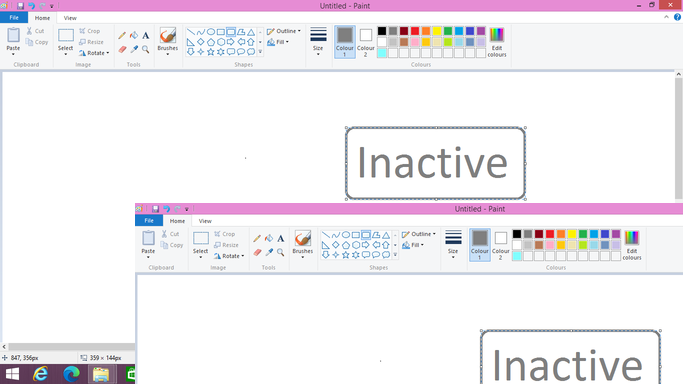 Untitled - Paint
File Home View
Paste
Cut
Copy
Clipboard
Select
Crop
Resize
Rotate
Image
Tools
Brushes
Shapes
Outline
Fill
Size
Colour 1
Colour 2
Colours
Edit colours
Inactive
847, 356px
359 × 144px
Untitled - Paint
File Home View
Paste
Cut
Copy
Clipboard
Select
Crop
Resize
Rotate
Image
Tools
Brushes
Shapes
Outline
Fill
Size
Colour 1
Colour 2
Colours
Edit colours
Inactive